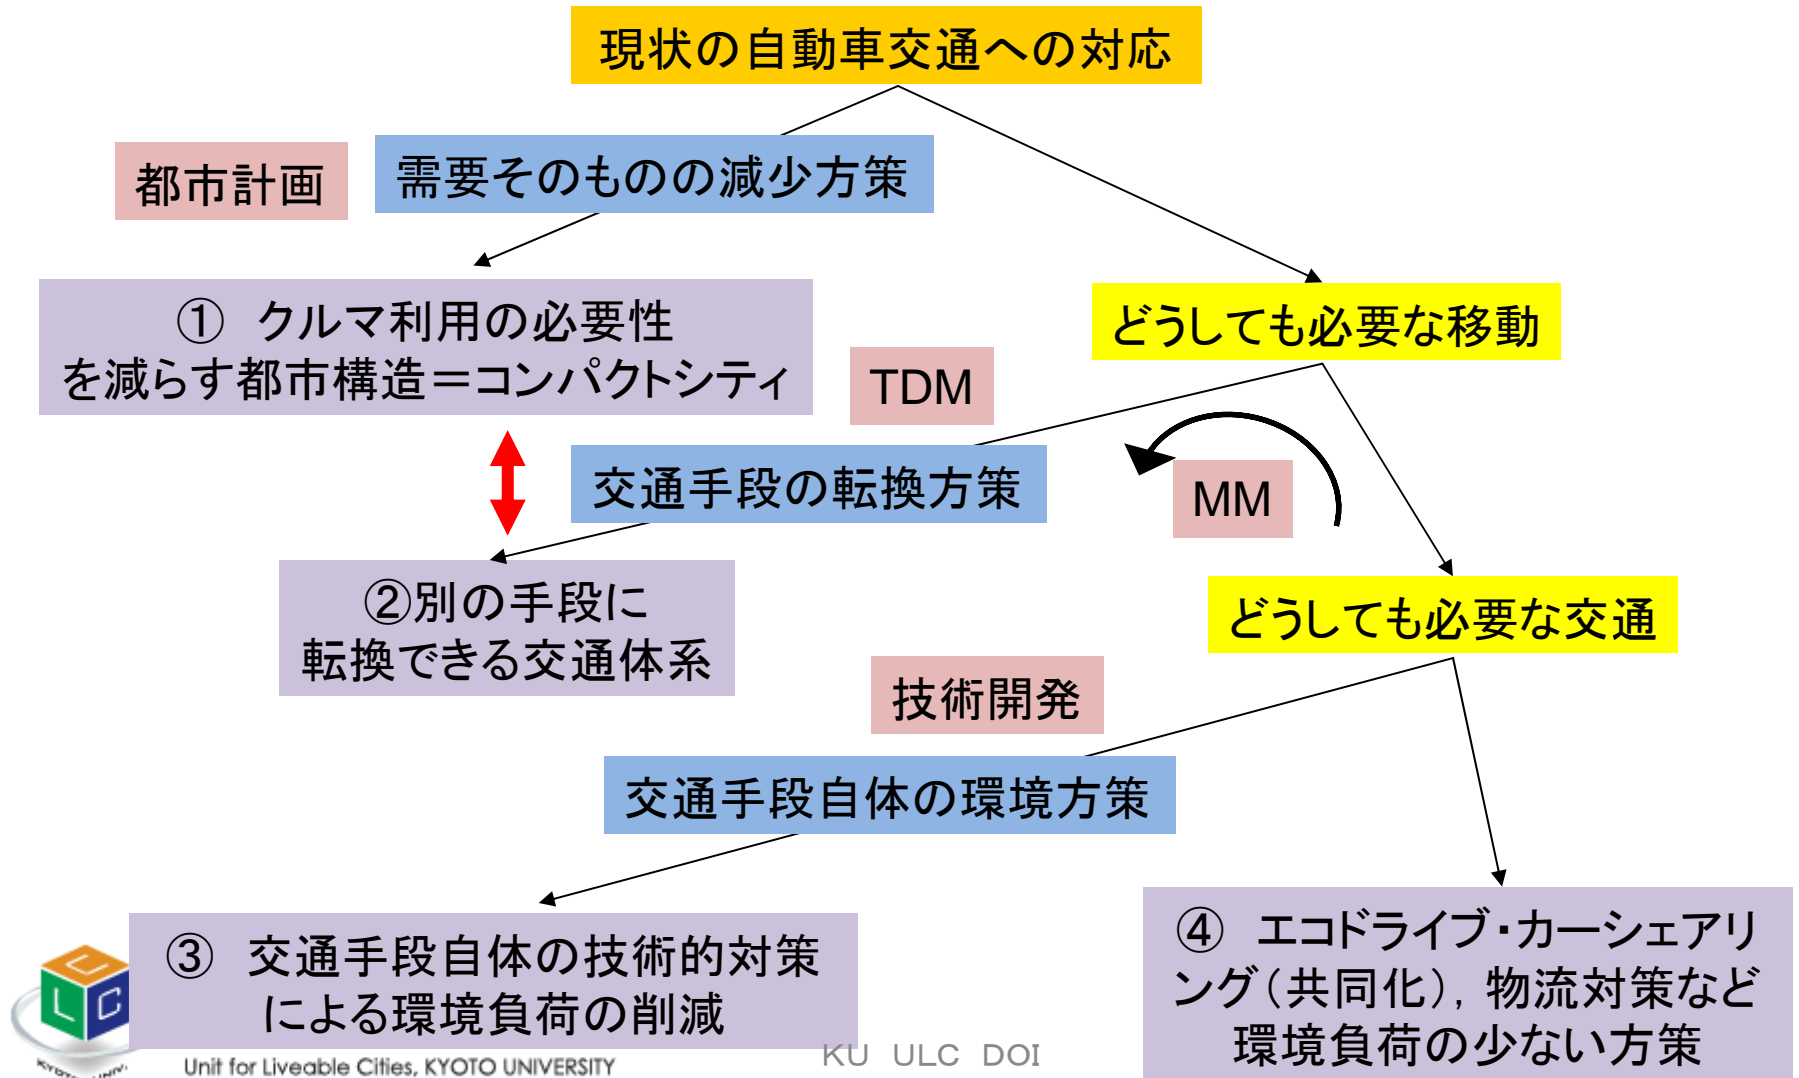 現状の自動車交通への対応
都市計画
需要そのものの減少方策
① クルマ利用の必要性
を減らす都市構造＝コンパクトシティ
どうしても必要な移動
TDM
交通手段の転換方策
MM
②別の手段に
転換できる交通体系
どうしても必要な交通
技術開発
交通手段自体の環境方策
③ 交通手段自体の技術的対策
による環境負荷の削減
④ エコドライブ・カーシェアリ
ング（共同化），物流対策など
環境負荷の少ない方策
U
L C
Unit for Liveable Cities, KYOTO UNIVERSITY
KU ULC DOI